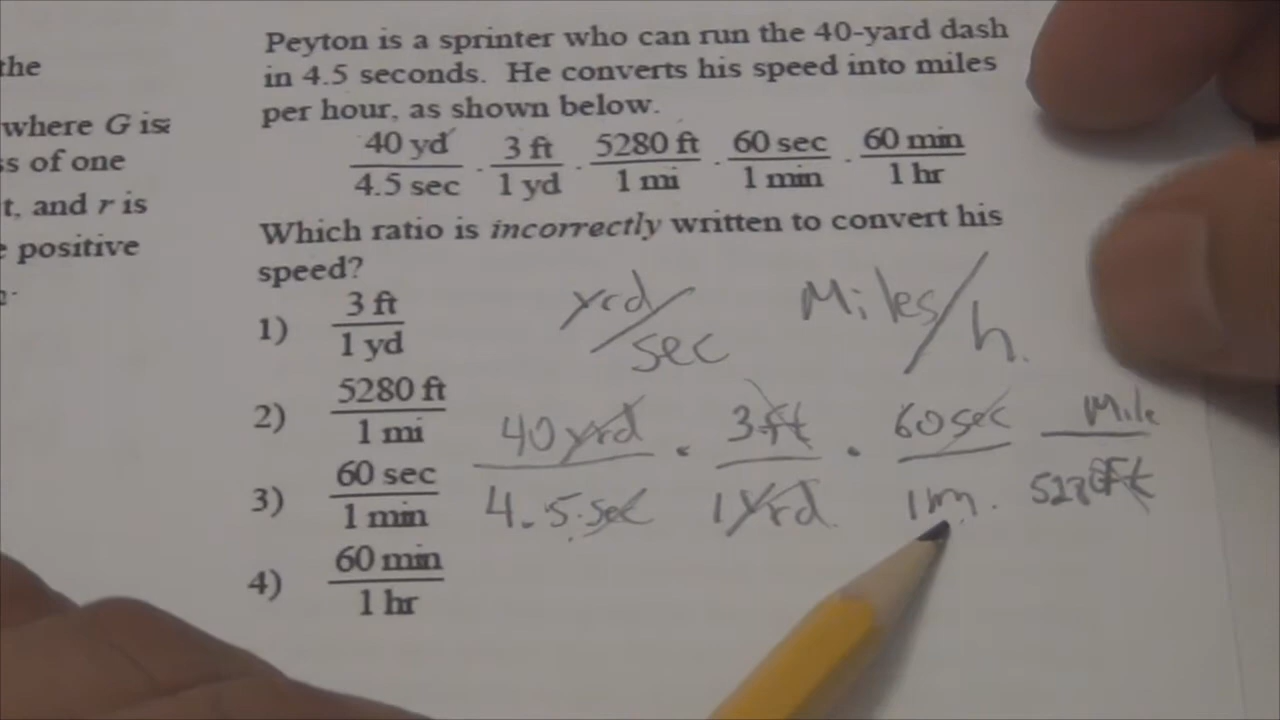 the
where G is
ss of one
t, and r is
e positive
Peyton is a sprinter who can run the 40-yard dash
in 4.5 seconds. He converts his speed into miles
per hour, as shown below.
40 yd / 4.5 sec · 3 ft / 1 yd · 5280 ft / 1 mi · 60 sec / 1 min · 60 min / 1 hr
Which ratio is incorrectly written to convert his
speed?
1) 3 ft / 1 yd
2) 5280 ft / 1 mi
3) 60 sec / 1 min
4) 60 min / 1 hr
yrd/sec Miles/h.
40 yrd / 4.5 sec · 3 ft / 1 yrd · 60 sec / 1 m. Mile / 5280 ft